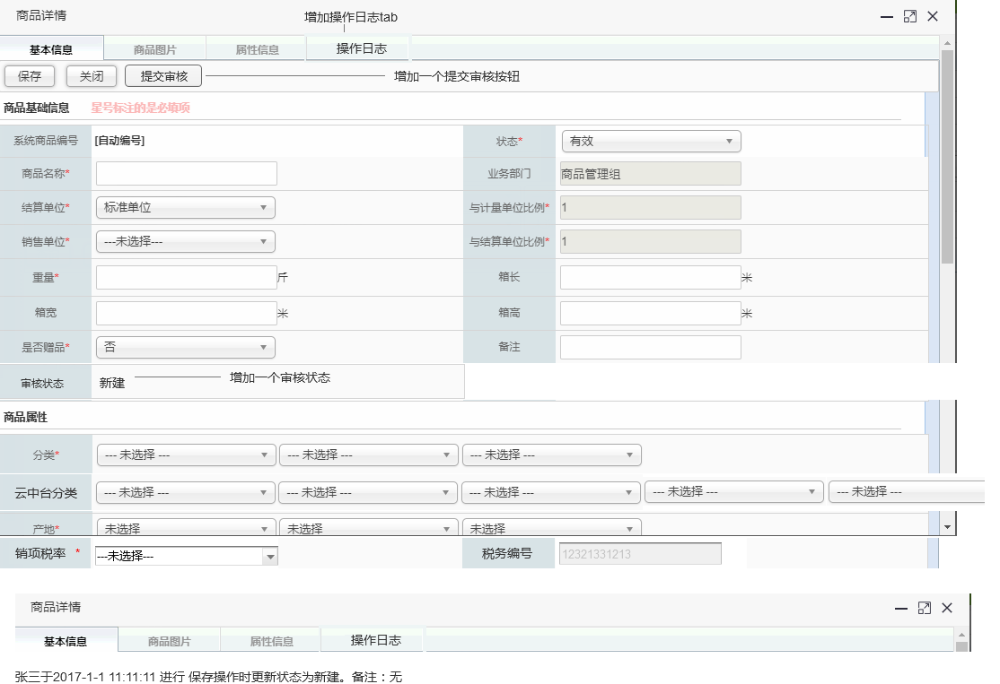 商品详情
增加操作日志tab
基本信息 商品图片 属性信息 操作日志
保存 关闭 提交审核 增加一个提交审核按钮
商品基础信息 星号标注的是必填项
系统商品编号 [自动编号] 状态* 有效
商品名称* 业务部门 商品管理组
结算单位* 标准单位 与计量单位比例* 1
销售单位* ---未选择--- 与结算单位比例* 1
重量* 斤 箱长 米
箱宽 米 箱高 米
是否赠品* 否 备注
审核状态 新建 增加一个审核状态
商品属性
分类* --- 未选择 --- --- 未选择 --- --- 未选择 ---
云中台分类 --- 未选择 --- --- 未选择 --- --- 未选择 --- --- 未选择 --- --- 未选择 ---
产地* 未选择 未选择 未选择
销项税率 * ---未选择--- 税务编号 12321331213
商品详情
基本信息 商品图片 属性信息 操作日志
张三于2017-1-1 11:11:11 进行 保存操作时更新状态为新建。备注：无